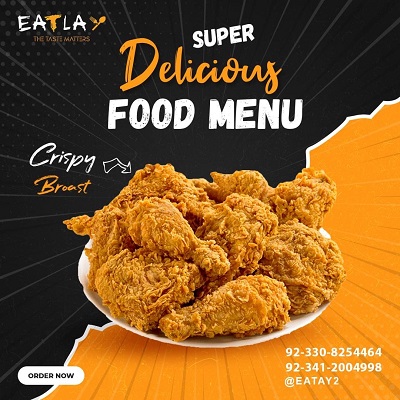 EATLAY
THE TASTE MATTERS
SUPER
Delicious
FOOD MENU
Crispy
Broast
92-330-8254464
92-341-2004998
@EATAY2
ORDER NOW